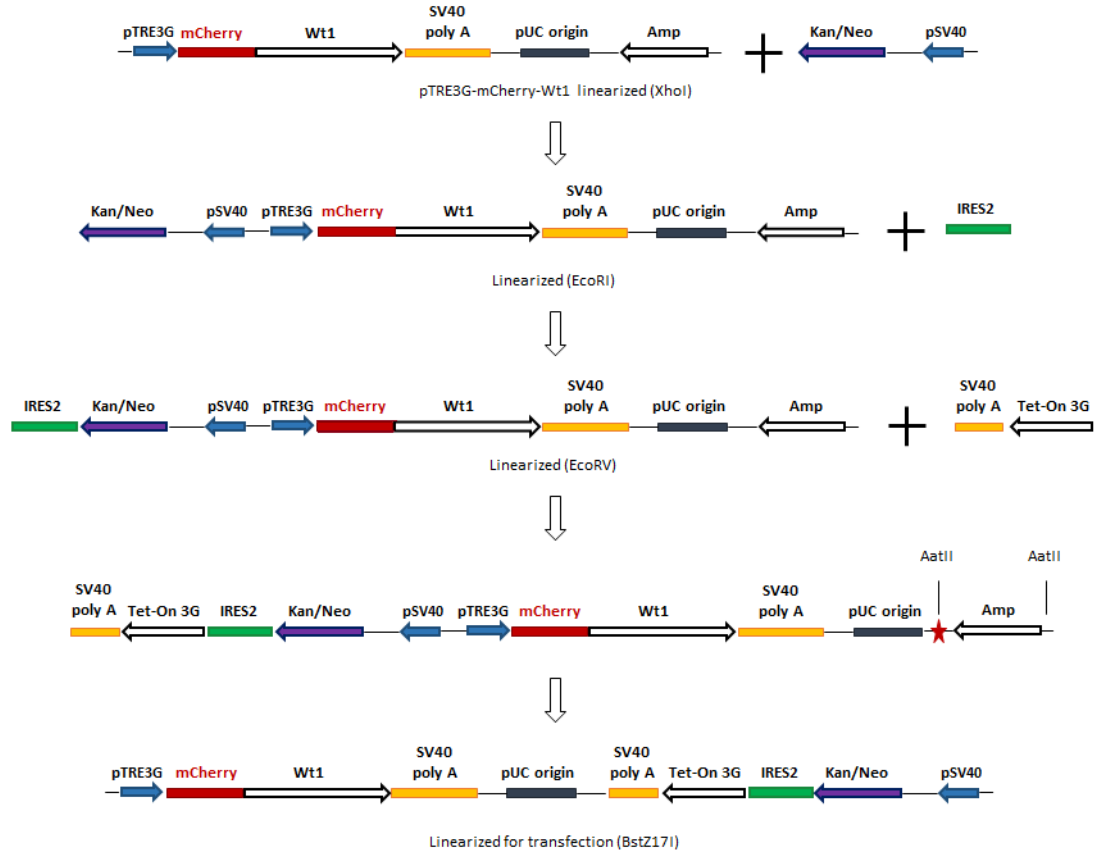 SV40
pTRE3G mCherry Wt1 poly A pUC origin Amp Kan/Neo pSV40
pTRE3G-mCherry-Wt1 linearized (XhoI)
SV40
Kan/Neo pSV40 pTRE3G mCherry Wt1 poly A pUC origin Amp IRES2
Linearized (EcoRI)
SV40 SV40
IRES2 Kan/Neo pSV40 pTRE3G mCherry Wt1 poly A pUC origin Amp poly A Tet-On 3G
Linearized (EcoRV)
AatII AatII
SV40 SV40
poly A Tet-On 3G IRES2 Kan/Neo pSV40 pTRE3G mCherry Wt1 poly A pUC origin Amp
SV40 SV40
pTRE3G mCherry Wt1 poly A pUC origin poly A Tet-On 3G IRES2 Kan/Neo pSV40
Linearized for transfection (BstZ17I)